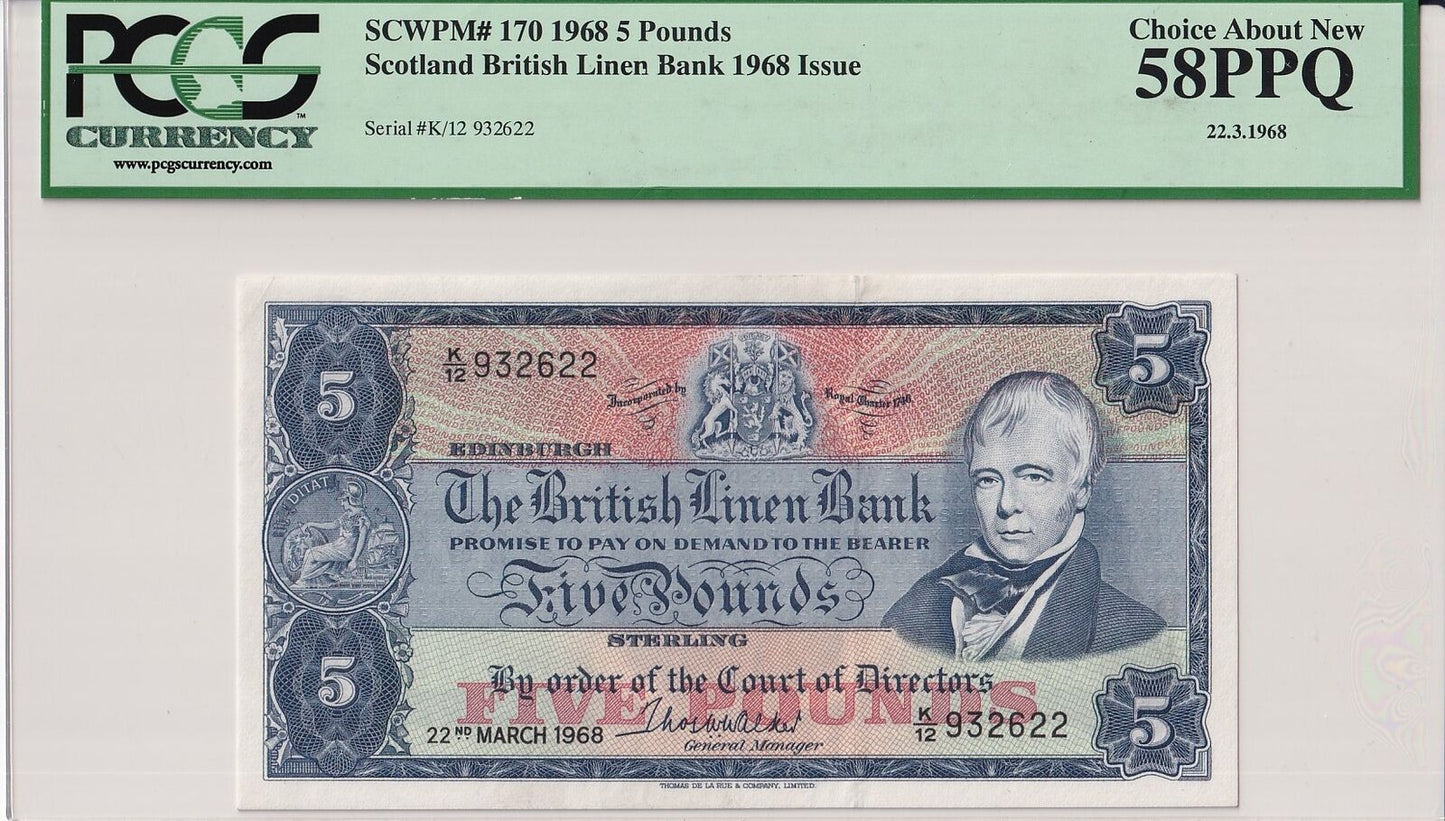 PCGS
CURRENCY
www.pcgscurrency.com
SCWPM# 170 1968 5 Pounds
Scotland British Linen Bank 1968 Issue
Serial #K/12 932622
Choice About New
58PPQ
22.3.1968
5
K/12 932622
Incorporated by
Royal Charter 1746
5
EDINBURGH
DITAT
The British Linen Bank
PROMISE TO PAY ON DEMAND TO THE BEARER
Five Pounds
STERLING
5
By order of the Court of Directors
FIVE POUNDS
22ND MARCH 1968
Thos W Walker
General Manager
K/12 932622
5
THOMAS DE LA RUE & COMPANY, LIMITED.